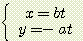 x = bt
y = − at